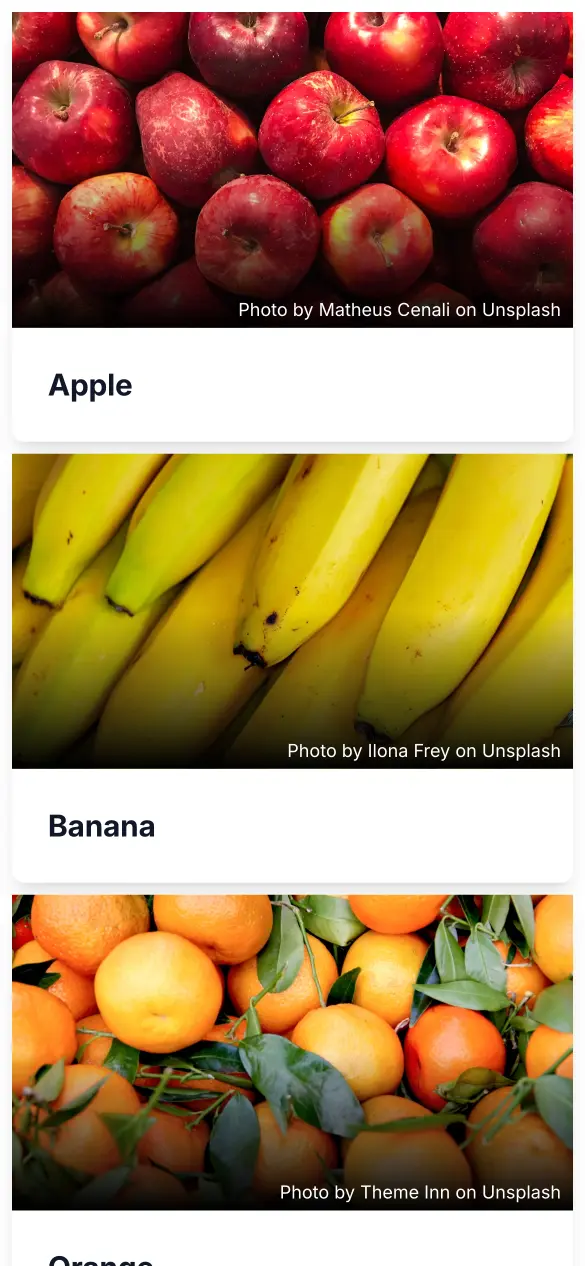 Photo by Matheus Cenali on Unsplash
Apple
Photo by Ilona Frey on Unsplash
Banana
Photo by Theme Inn on Unsplash
Orange